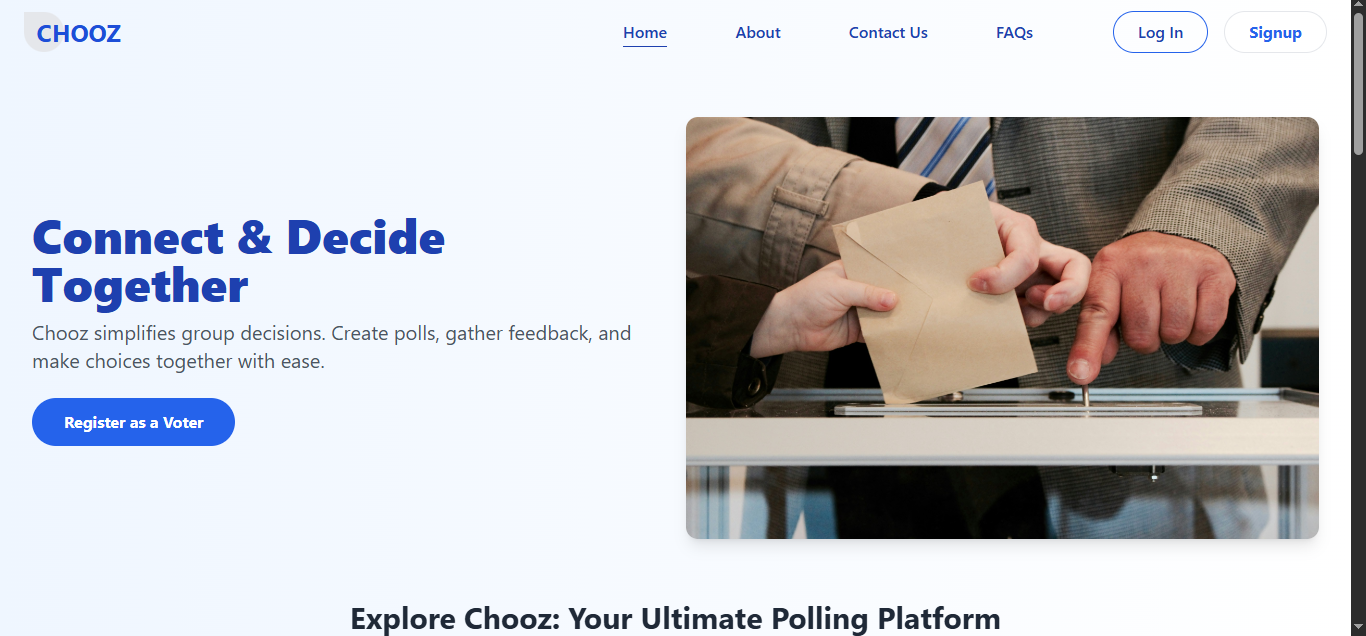 CHOOZ
Home
About
Contact Us
FAQs
Log In
Signup
Connect & Decide
Together
Chooz simplifies group decisions. Create polls, gather feedback, and
make choices together with ease.
Register as a Voter
Explore Chooz: Your Ultimate Polling Platform